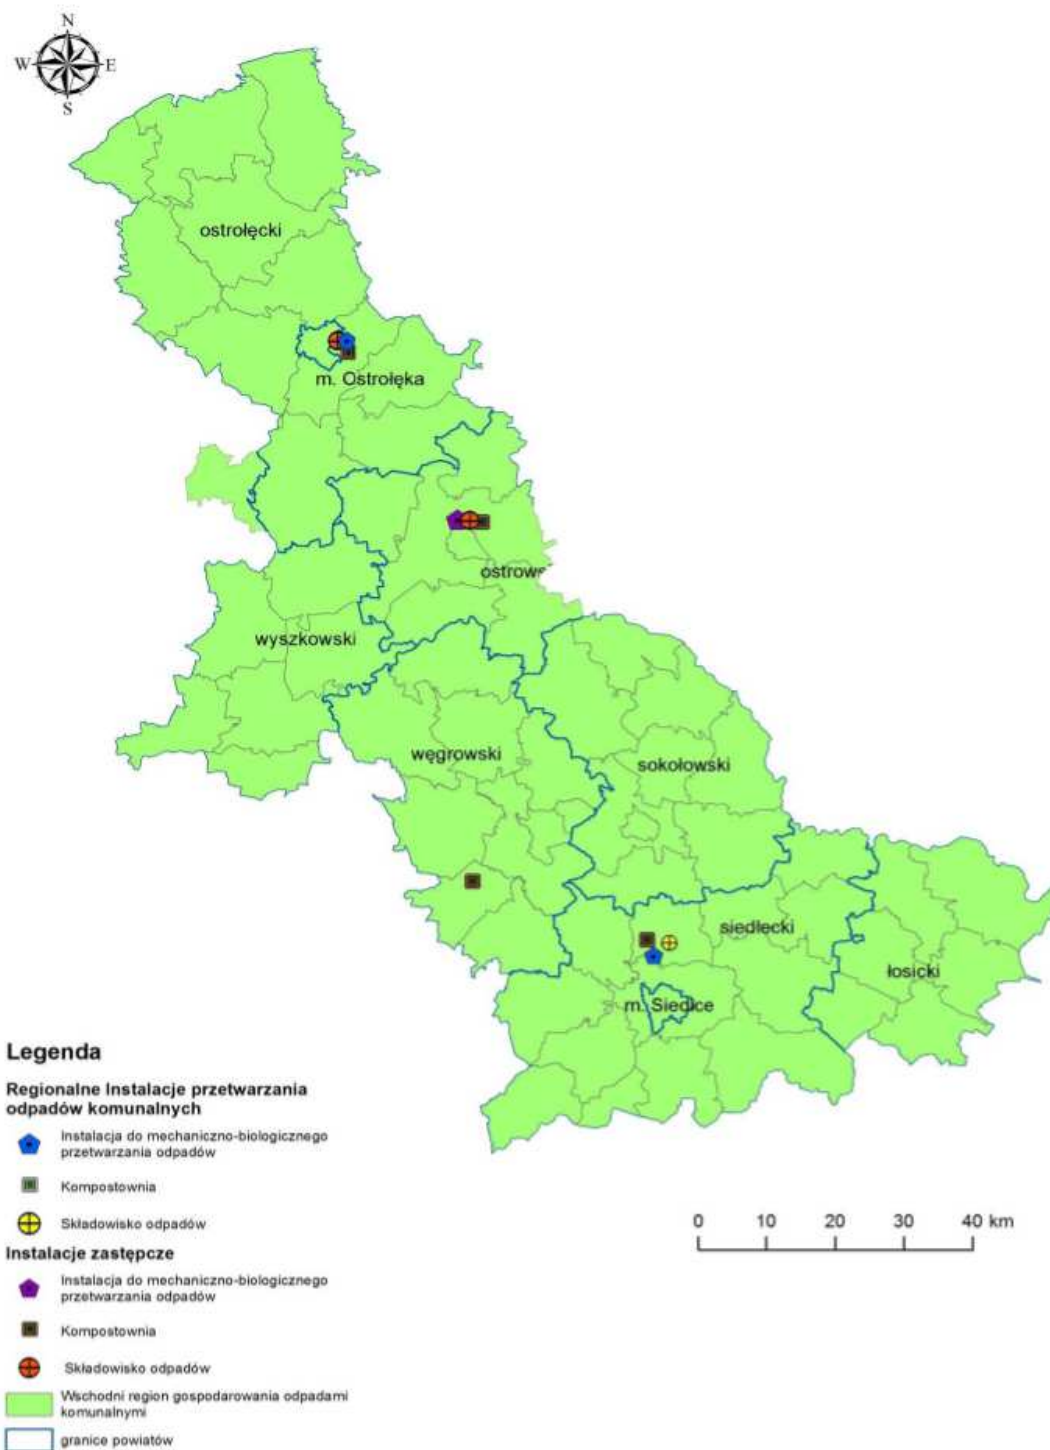 N
W E
S
ostrołęcki
m. Ostrołęka
ostrows
wyszkowski
węgrowski
sokołowski
siedlecki
łosicki
m. Siedlce
Legenda
Regionalne Instalacje przetwarzania
odpadów komunalnych
Instalacja do mechaniczno-biologicznego
przetwarzania odpadów
Kompostownia
Składowisko odpadów
Instalacje zastępcze
Instalacja do mechaniczno-biologicznego
przetwarzania odpadów
Kompostownia
Składowisko odpadów
Wschodni region gospodarowania odpadami
komunalnymi
granice powiatów
0 10 20 30 40 km